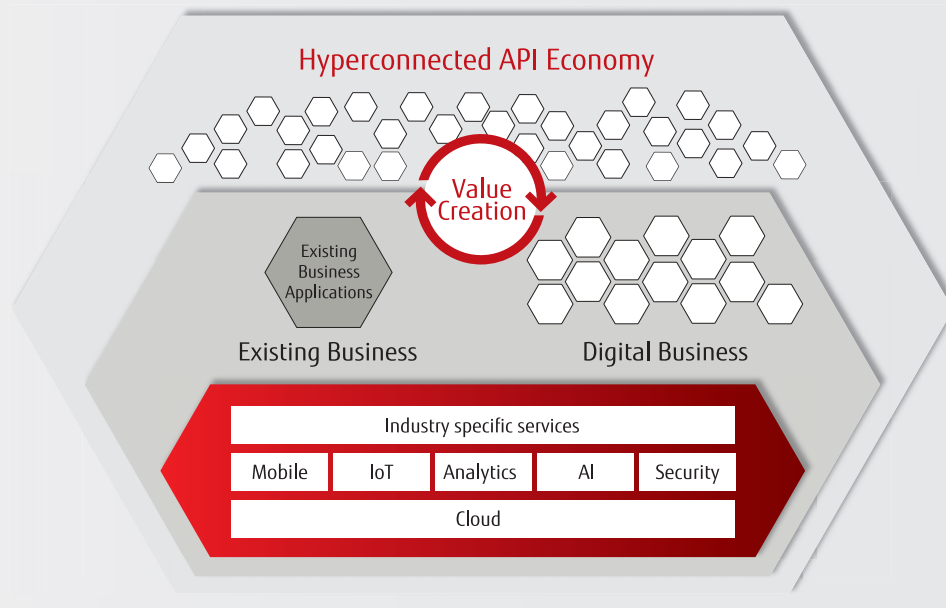 Hyperconnected API Economy
Value
Creation
Existing
Business
Applications
Existing Business
Digital Business
Industry specific services
Mobile
IoT
Analytics
AI
Security
Cloud